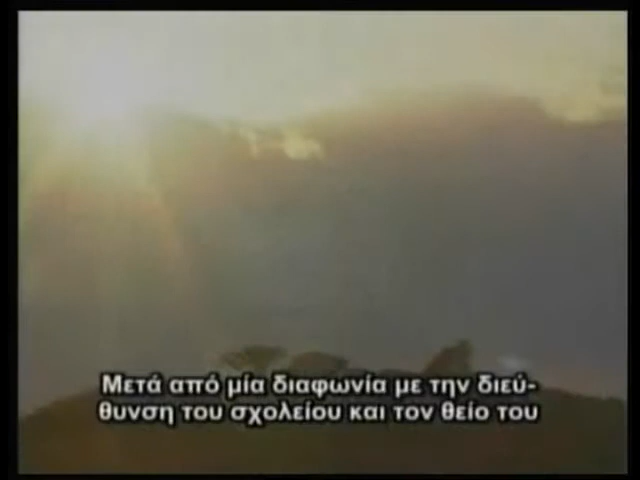 Μετά από μία διαφωνία με την διεύ-
θυνση του σχολείου και τον θείο του